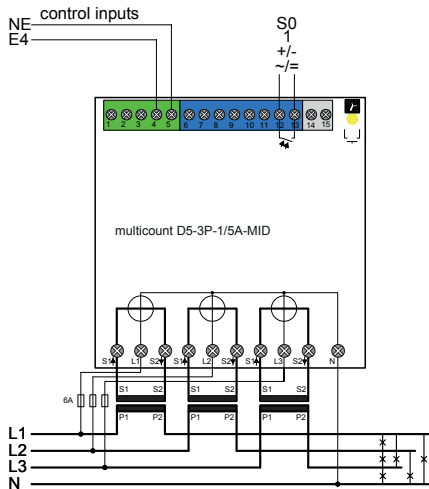 control inputs
NE
E4
S0
1
+/-
~/=
1 2 3 4 5 6 7 8 9 10 11 12 13 14 15
multicount D5-3P-1/5A-MID
S1 L1 S2 S1 L2 S2 S1 L3 S2 N
6A
S1 S2 S1 S2 S1 S2
P1 P2 P1 P2 P1 P2
L1
L2
L3
N